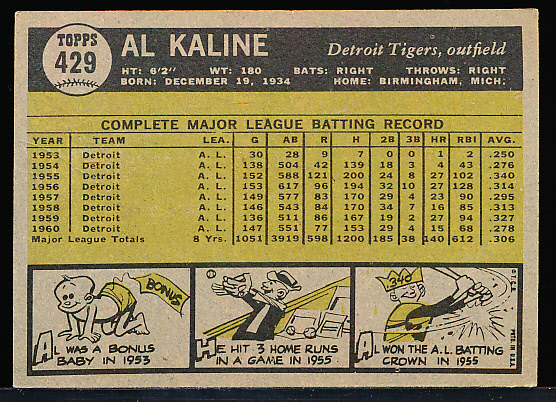 TOPPS
429
AL KALINE
Detroit Tigers, outfield
HT: 6'2" WT: 180 BATS: RIGHT THROWS: RIGHT
BORN: DECEMBER 19, 1934 HOME: BIRMINGHAM, MICH.
COMPLETE MAJOR LEAGUE BATTING RECORD
YEAR TEAM LEA. G AB R H 2B 3B HR RBI AVG.
1953 Detroit A. L. 30 28 9 7 0 0 1 2 .250
1954 Detroit A. L. 138 504 42 139 18 3 4 43 .276
1955 Detroit A. L. 152 588 121 200 24 8 27 102 .340
1956 Detroit A. L. 153 617 96 194 32 10 27 128 .314
1957 Detroit A. L. 149 577 83 170 29 4 23 90 .295
1958 Detroit A. L. 146 543 84 170 34 7 16 85 .313
1959 Detroit A. L. 136 511 86 167 19 2 27 94 .327
1960 Detroit A. L. 147 551 77 153 29 4 15 68 .278
Major League Totals 8 Yrs. 1051 3919 598 1200 185 38 140 612 .306
BONUS
AL WAS A BONUS
BABY IN 1953
HE HIT 3 HOME RUNS
IN A GAME IN 1955
.340
AL WON THE A.L. BATTING
CROWN IN 1955
© T.C.G.
PRTD. IN U.S.A.